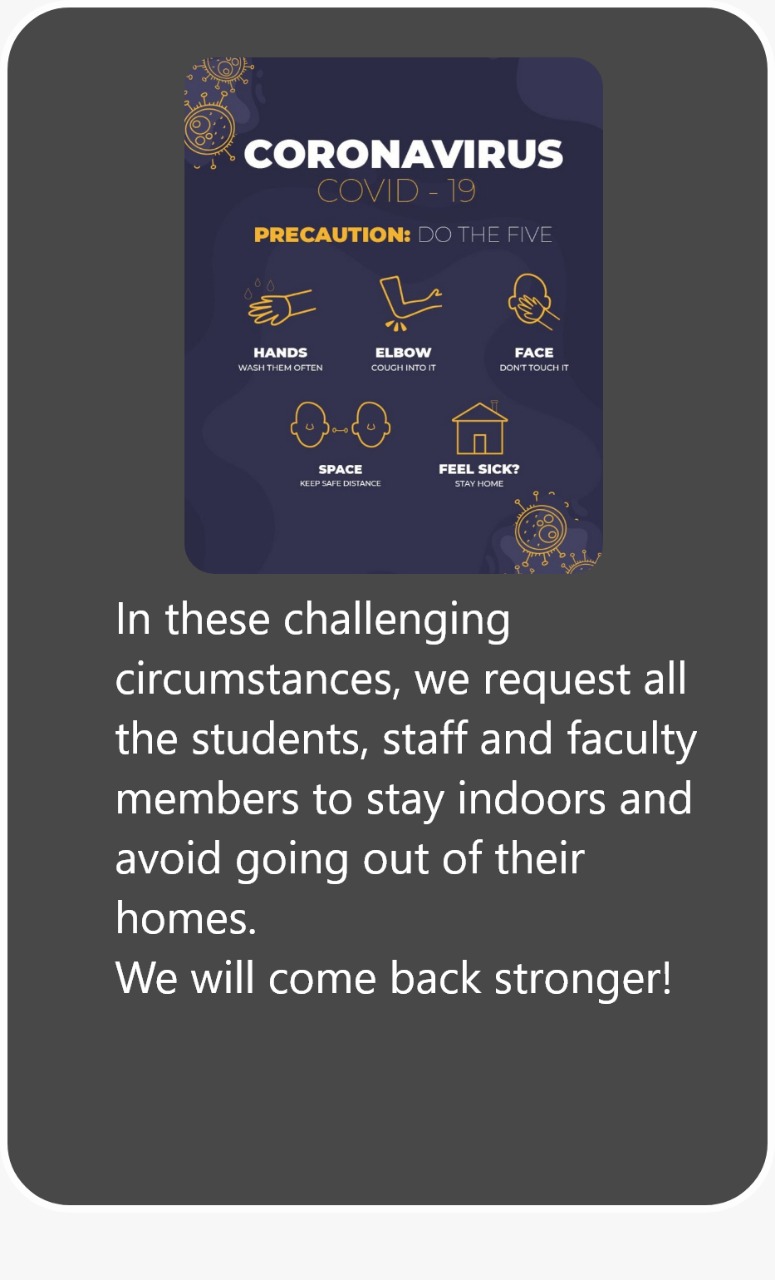 CORONAVIRUS
COVID - 19
PRECAUTION: DO THE FIVE
HANDS
WASH THEM OFTEN
ELBOW
COUGH INTO IT
FACE
DON'T TOUCH IT
SPACE
KEEP SAFE DISTANCE
FEEL SICK?
STAY HOME
In these challenging
circumstances, we request all
the students, staff and faculty
members to stay indoors and
avoid going out of their
homes.
We will come back stronger!